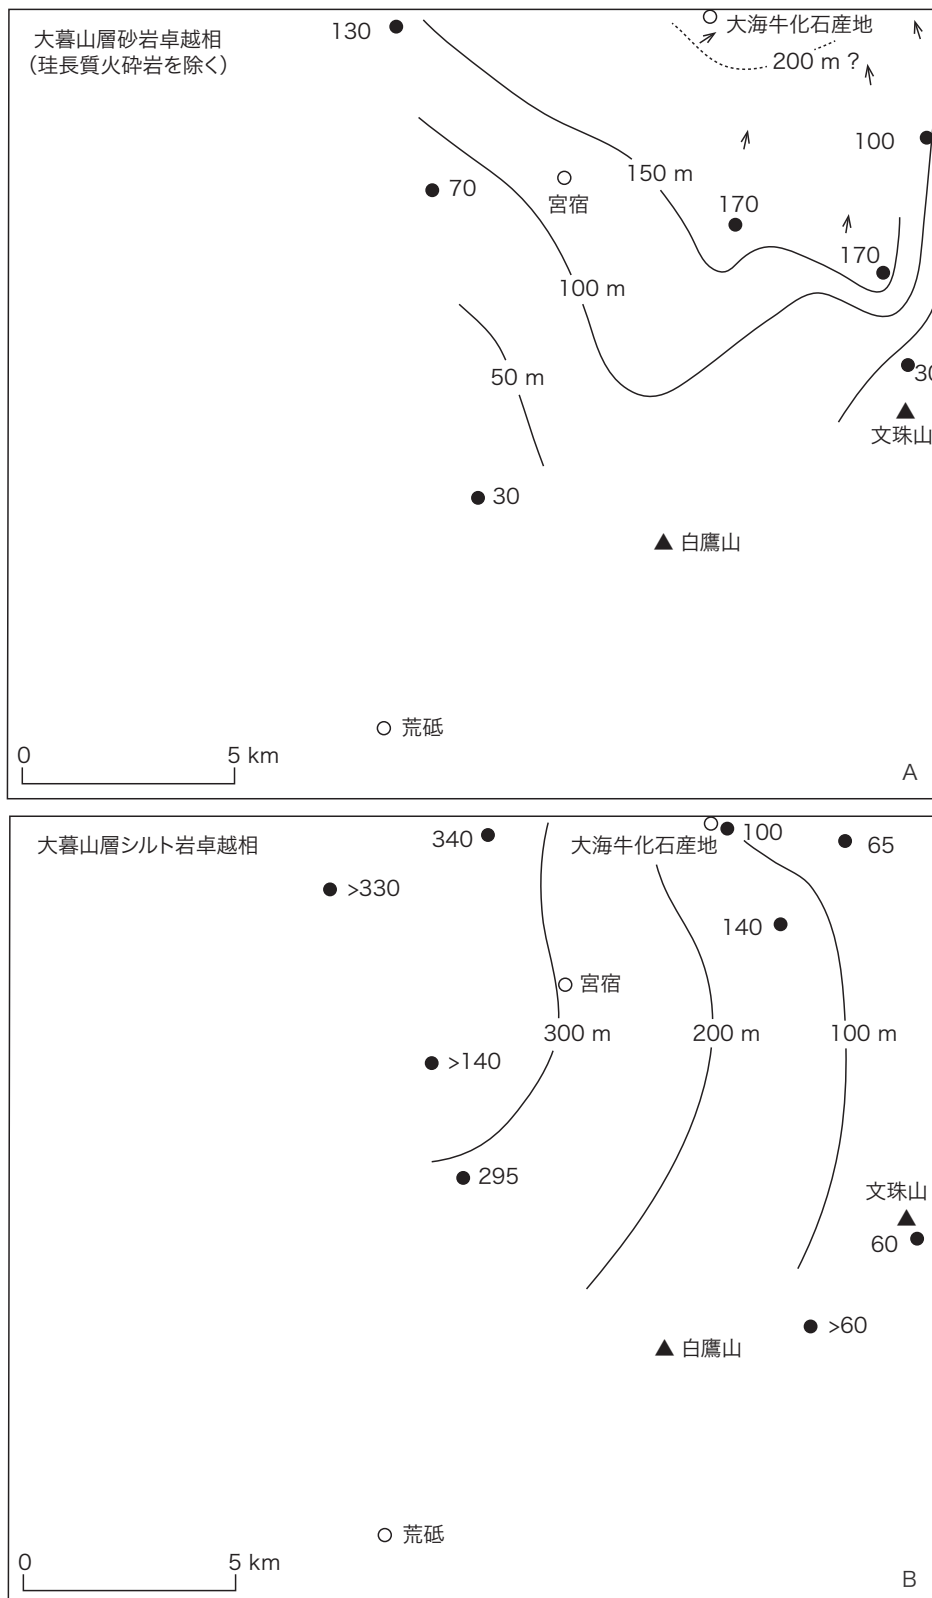 大暮山層砂岩卓越相
（珪長質火砕岩を除く）
130
大海牛化石産地
200 m ?
100
150 m
70
宮宿
170
170
100 m
50 m
30
文珠山
30
白鷹山
荒砥
0
5 km
A
大暮山層シルト岩卓越相
340
大海牛化石産地
100
65
>330
140
宮宿
300 m
200 m
100 m
>140
295
文珠山
60
>60
白鷹山
荒砥
0
5 km
B